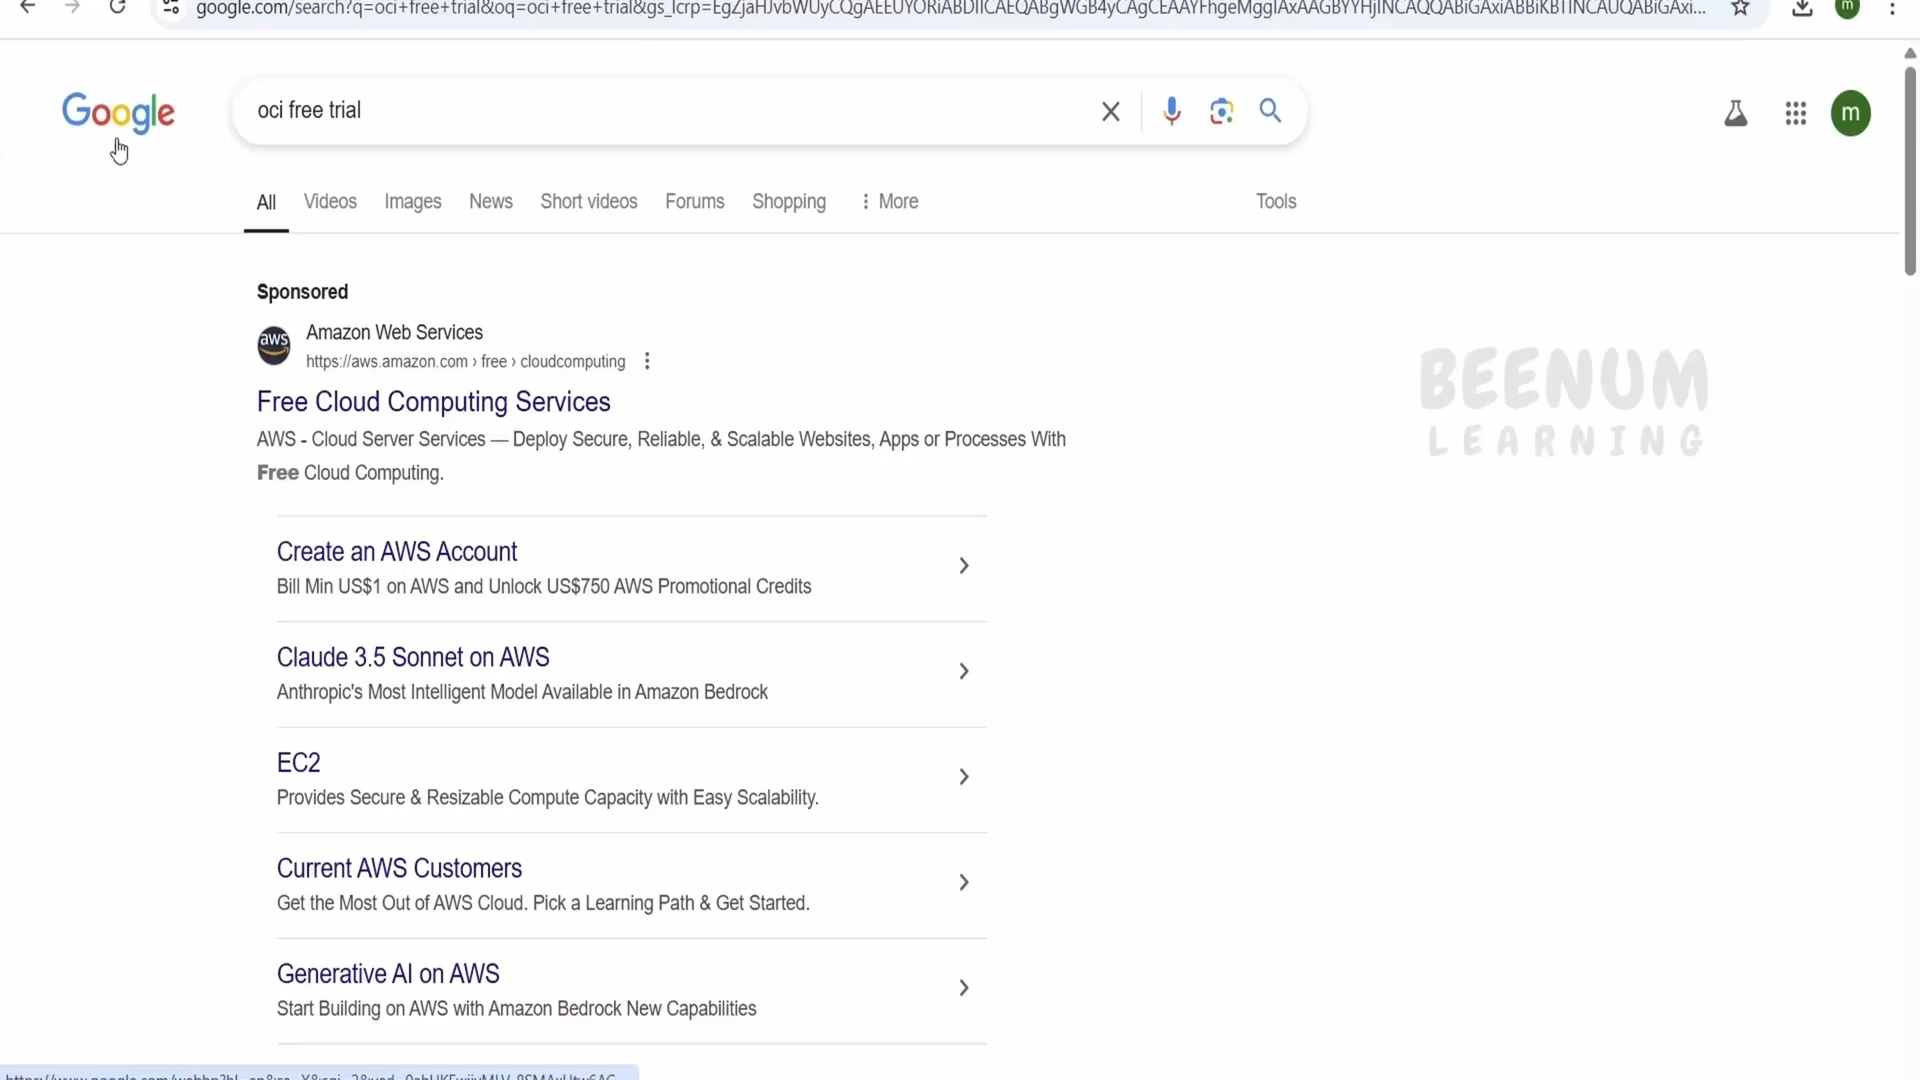 google.com/search?q=oci+free+trial&oq=oci+free+trial&gs_lcrp=
m
Google
oci free trial
m
All
Videos
Images
News
Short videos
Forums
Shopping
More
Tools
Sponsored
aws
Amazon Web Services
https://aws.amazon.com › free › cloudcomputing
Free Cloud Computing Services
AWS - Cloud Server Services — Deploy Secure, Reliable, & Scalable Websites, Apps or Processes With
Free Cloud Computing.
BEENUM
LEARNING
Create an AWS Account
Bill Min US$1 on AWS and Unlock US$750 AWS Promotional Credits
Claude 3.5 Sonnet on AWS
Anthropic's Most Intelligent Model Available in Amazon Bedrock
EC2
Provides Secure & Resizable Compute Capacity with Easy Scalability.
Current AWS Customers
Get the Most Out of AWS Cloud. Pick a Learning Path & Get Started.
Generative AI on AWS
Start Building on AWS with Amazon Bedrock New Capabilities